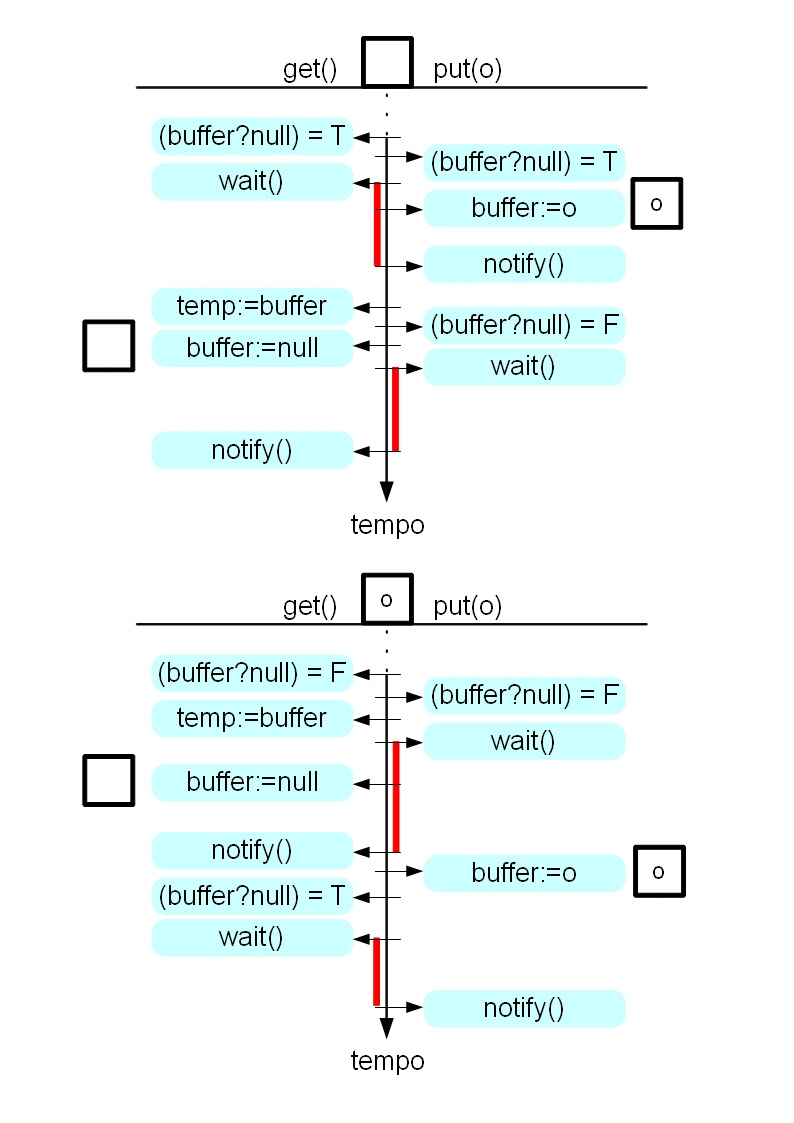 get() put(o)
(buffer?null) = T
(buffer?null) = T
wait()
buffer:=o o
notify()
temp:=buffer
(buffer?null) = F
buffer:=null
wait()
notify()
tempo
get() o put(o)
(buffer?null) = F
(buffer?null) = F
temp:=buffer
wait()
buffer:=null
notify()
buffer:=o o
(buffer?null) = T
wait()
notify()
tempo